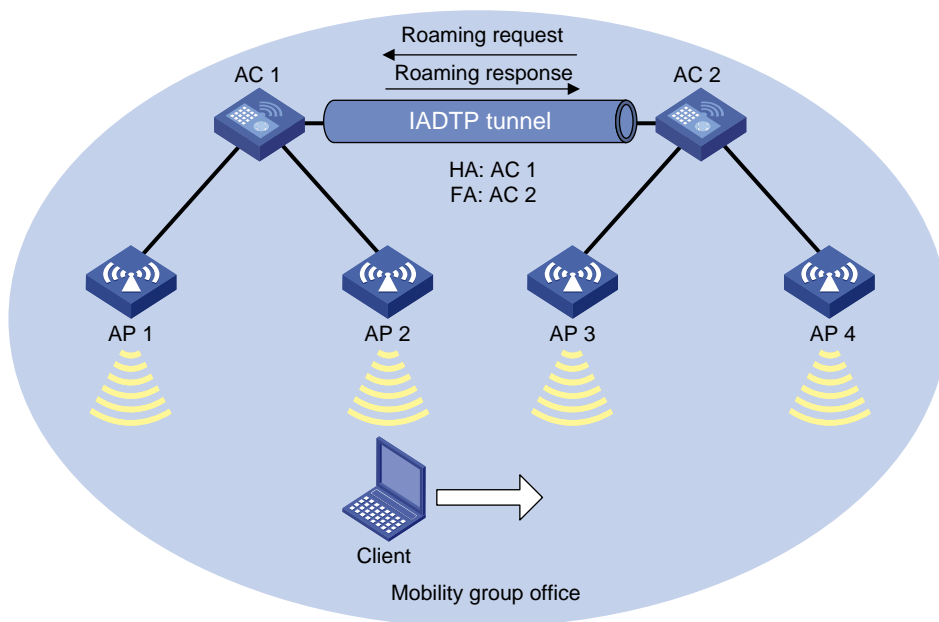 Roaming request
AC 1
Roaming response
AC 2
IADTP tunnel
HA: AC 1
FA: AC 2
AP 1
AP 2
AP 3
AP 4
Client
Mobility group office